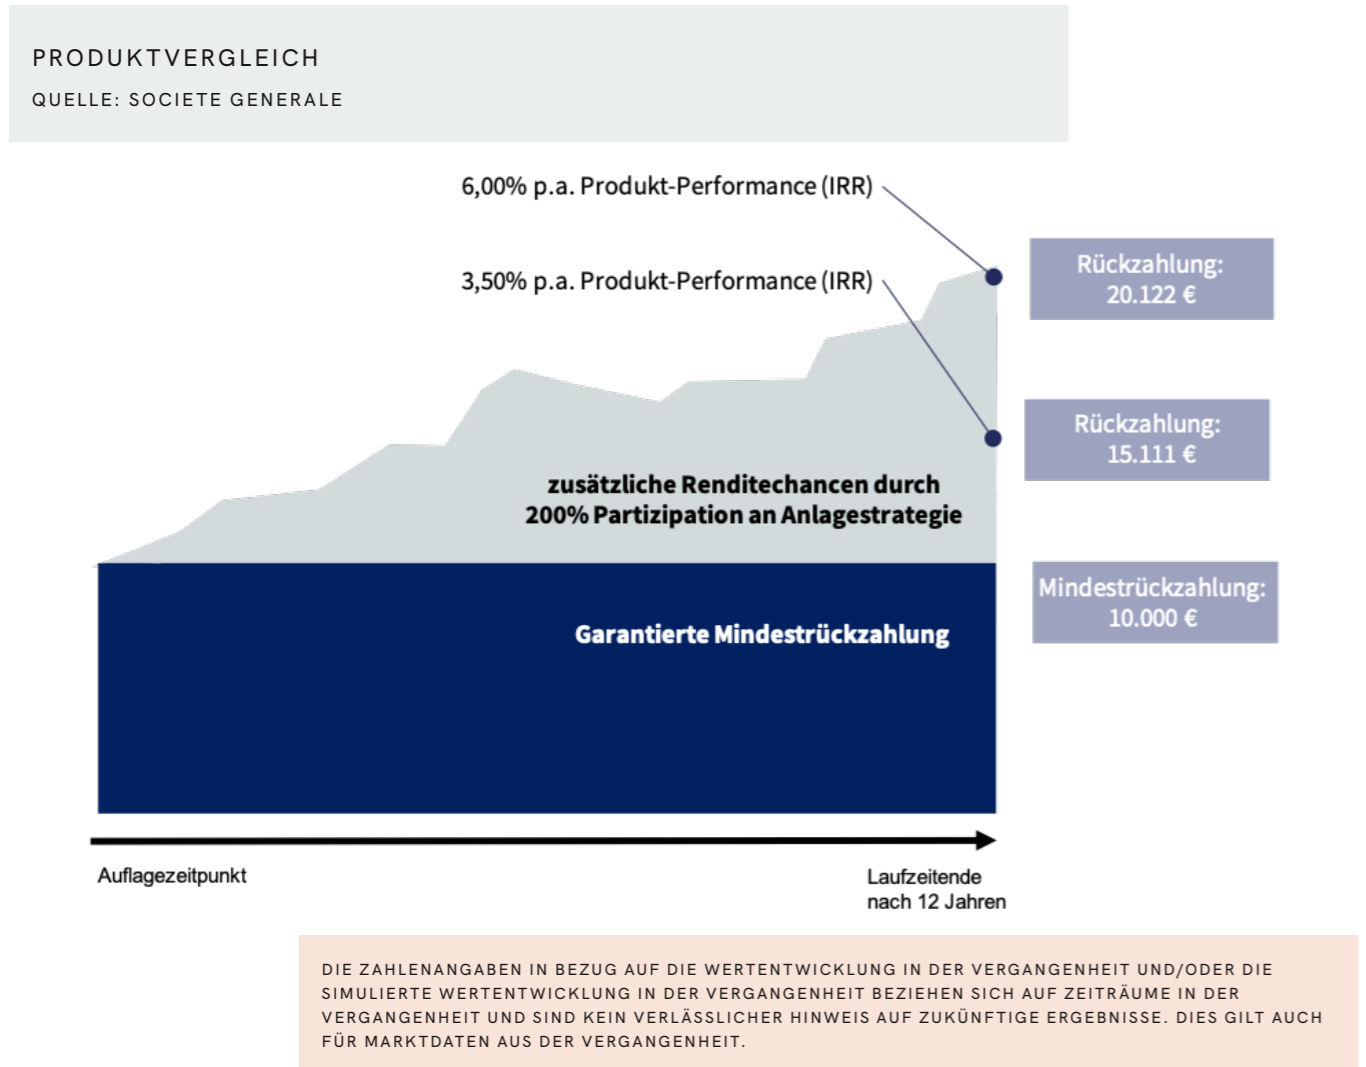 PRODUKTVERGLEICH
QUELLE: SOCIETE GENERALE
6,00% p.a. Produkt-Performance (IRR)
3,50% p.a. Produkt-Performance (IRR)
Rückzahlung:
20.122 €
Rückzahlung:
15.111 €
zusätzliche Renditechancen durch
200% Partizipation an Anlagestrategie
Mindestrückzahlung:
10.000 €
Garantierte Mindestrückzahlung
Auflagezeitpunkt
Laufzeitende
nach 12 Jahren
DIE ZAHLENANGABEN IN BEZUG AUF DIE WERTENTWICKLUNG IN DER VERGANGENHEIT UND/ODER DIE
SIMULIERTE WERTENTWICKLUNG IN DER VERGANGENHEIT BEZIEHEN SICH AUF ZEITRÄUME IN DER
VERGANGENHEIT UND SIND KEIN VERLÄSSLICHER HINWEIS AUF ZUKÜNFTIGE ERGEBNISSE. DIES GILT AUCH
FÜR MARKTDATEN AUS DER VERGANGENHEIT.